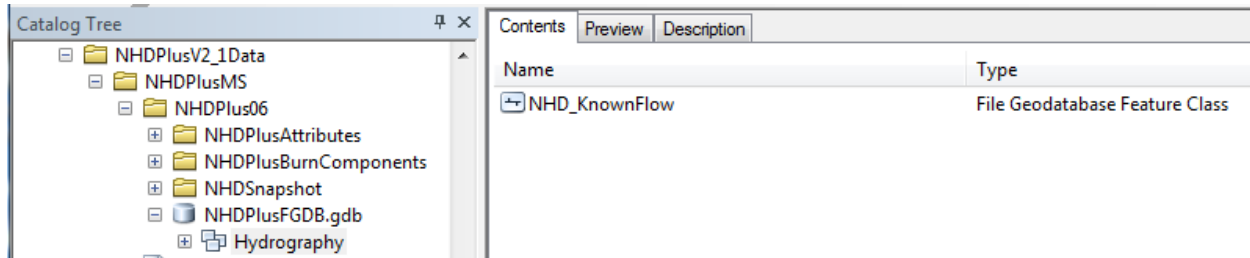 Catalog Tree
NHDPlusV2_1Data
NHDPlusMS
NHDPlus06
NHDPlusAttributes
NHDPlusBurnComponents
NHDSnapshot
NHDPlusFGDB.gdb
Hydrography
Contents Preview Description
Name Type
NHD_KnownFlow File Geodatabase Feature Class